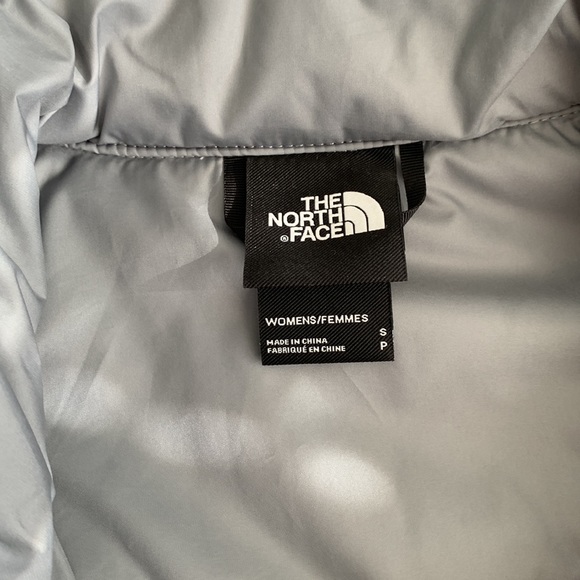 THE
NORTH
FACE
®
WOMENS/FEMMES
S
MADE IN CHINA
P
FABRIQUÉ EN CHINE